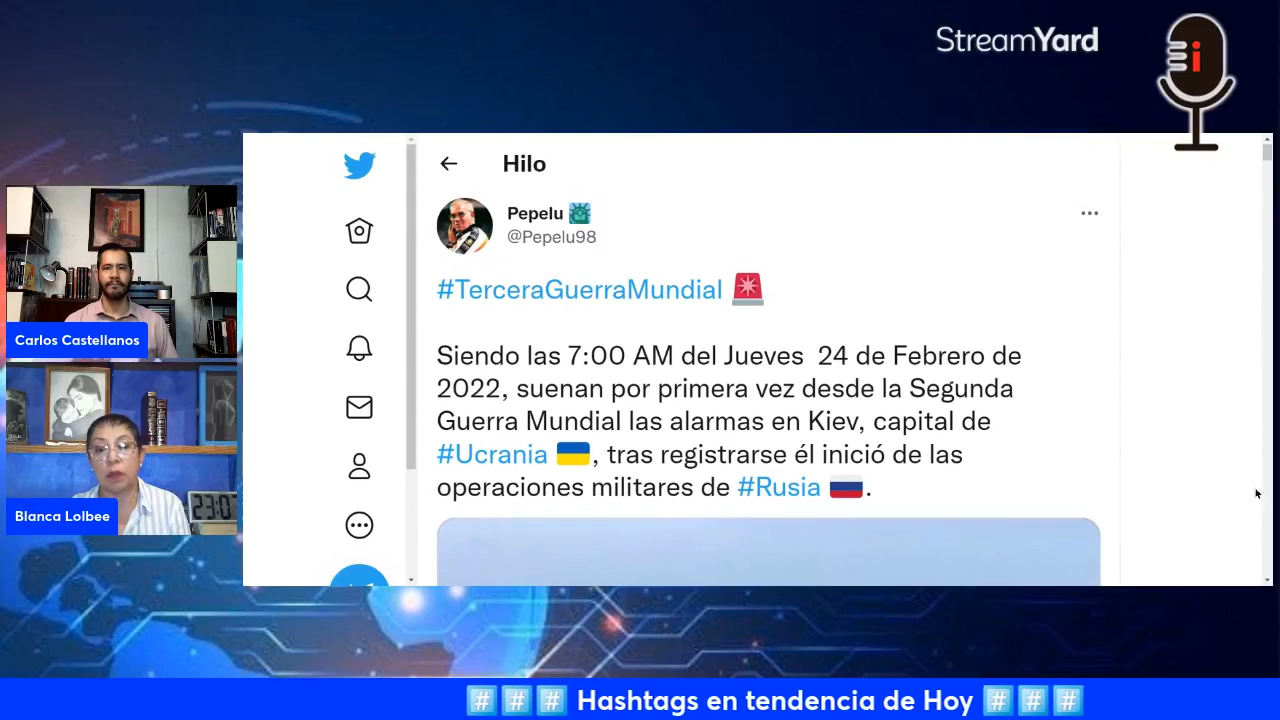 StreamYard
i
Hilo
Pepelu
@Pepelu98
#TerceraGuerraMundial
Siendo las 7:00 AM del Jueves 24 de Febrero de
2022, suenan por primera vez desde la Segunda
Guerra Mundial las alarmas en Kiev, capital de
#Ucrania 🇺🇦, tras registrarse él inició de las
operaciones militares de #Rusia 🇷🇺.
Carlos Castellanos
Blanca Lolbee
23:0
#️⃣ #️⃣ #️⃣ Hashtags en tendencia de Hoy #️⃣ #️⃣ #️⃣